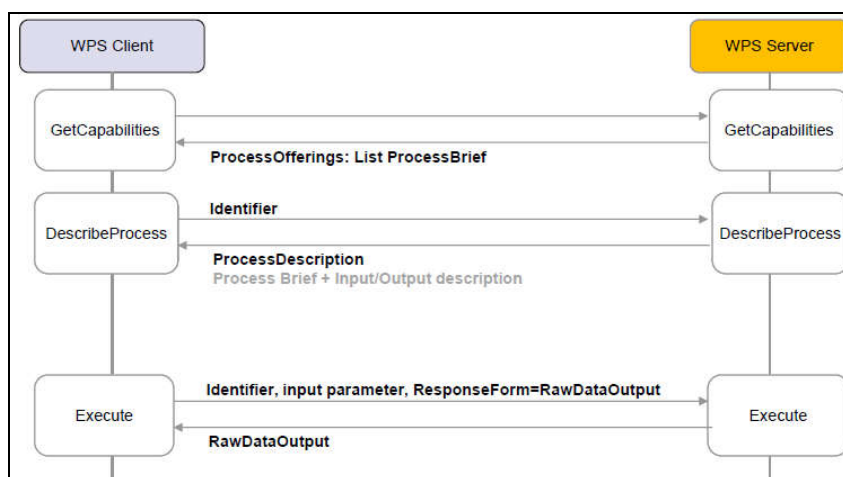 WPS Client
WPS Server
GetCapabilities
GetCapabilities
ProcessOfferings: List ProcessBrief
Identifier
DescribeProcess
DescribeProcess
ProcessDescription
Process Brief + Input/Output description
Identifier, input parameter, ResponseForm=RawDataOutput
Execute
Execute
RawDataOutput